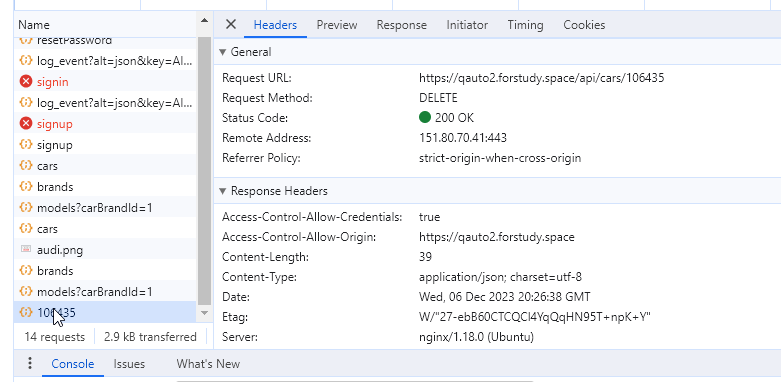 Name
resetPassword
log_event?alt=json&key=AI...
signin
log_event?alt=json&key=AI...
signup
signup
cars
brands
models?carBrandId=1
cars
audi.png
brands
models?carBrandId=1
106435
14 requests 2.9 kB transferred
Headers Preview Response Initiator Timing Cookies
General
Request URL: https://qauto2.forstudy.space/api/cars/106435
Request Method: DELETE
Status Code: 200 OK
Remote Address: 151.80.70.41:443
Referrer Policy: strict-origin-when-cross-origin
Response Headers
Access-Control-Allow-Credentials: true
Access-Control-Allow-Origin: https://qauto2.forstudy.space
Content-Length: 39
Content-Type: application/json; charset=utf-8
Date: Wed, 06 Dec 2023 20:26:38 GMT
Etag: W/"27-ebB60CTCQCl4YqQqHN95T+npK+Y"
Server: nginx/1.18.0 (Ubuntu)
Console Issues What's New